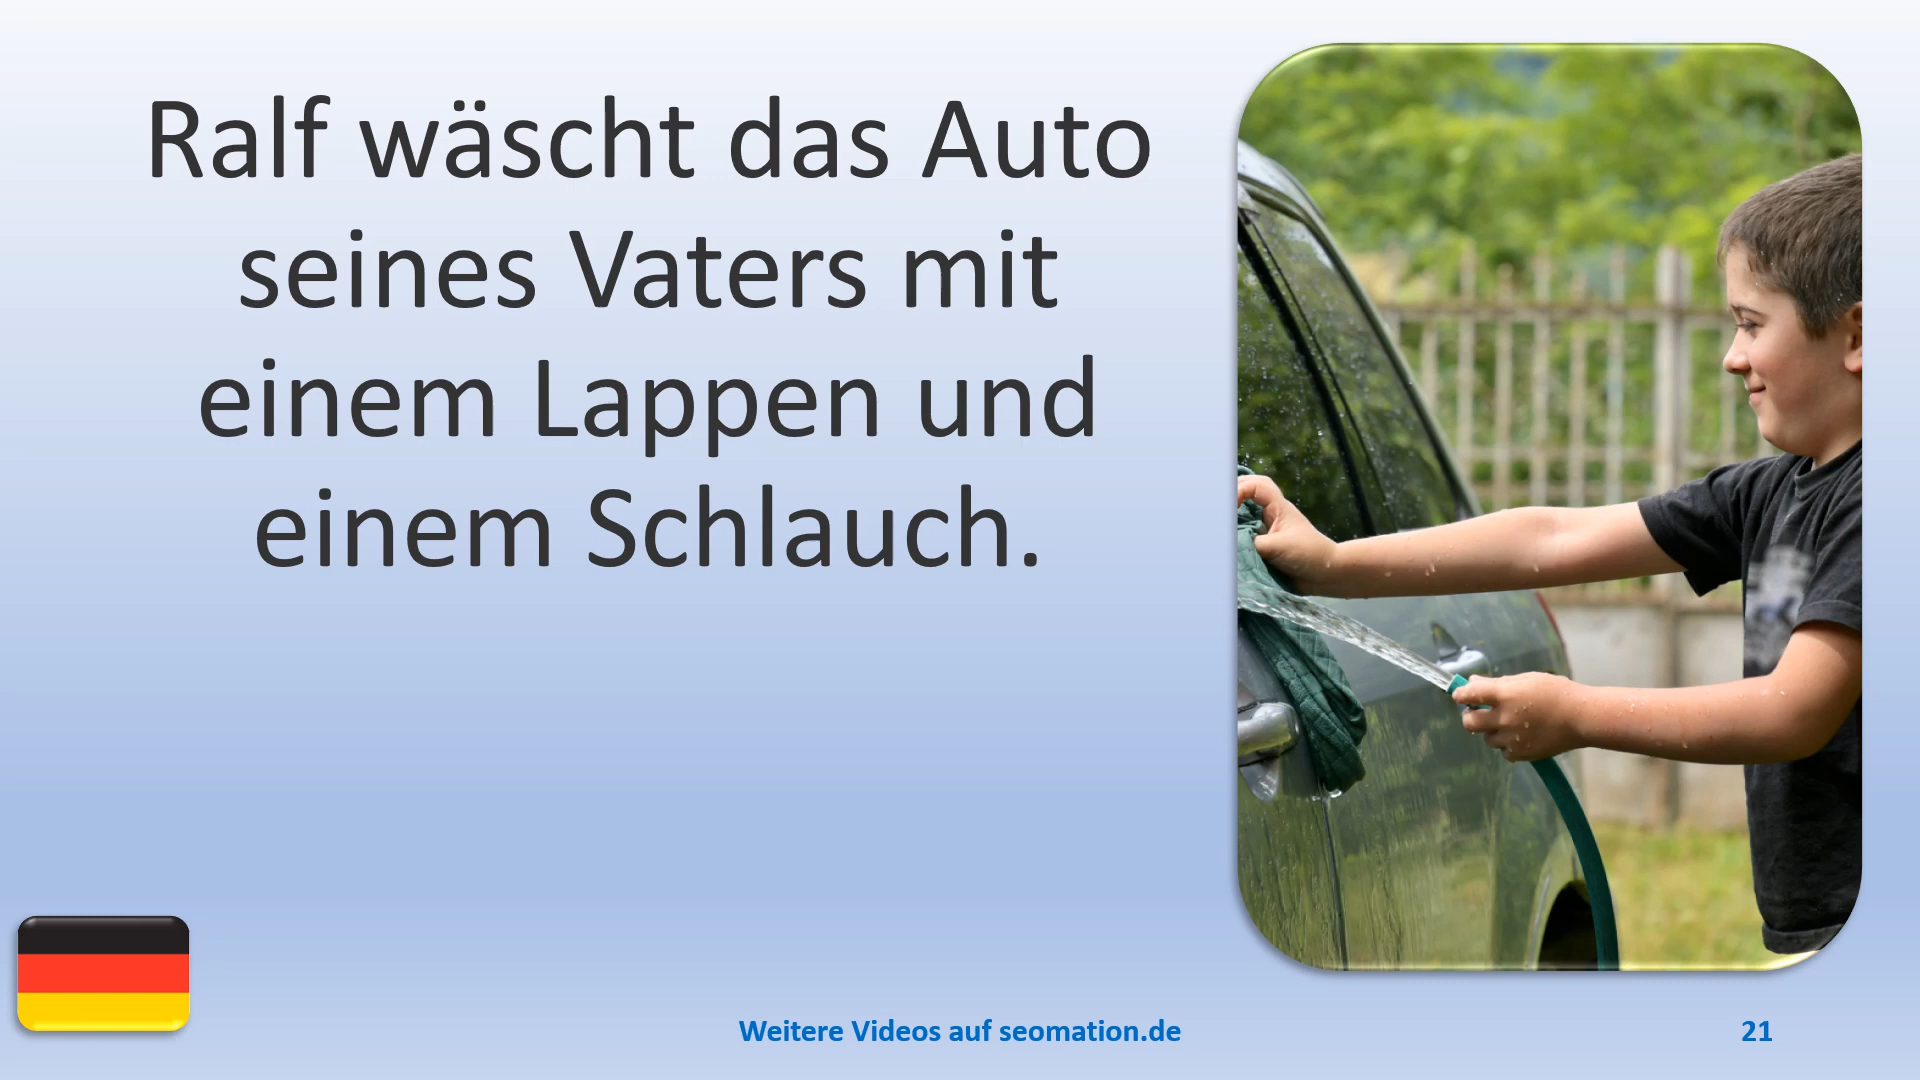 Ralf wäscht das Auto
seines Vaters mit
einem Lappen und
einem Schlauch.
Weitere Videos auf seomation.de
21